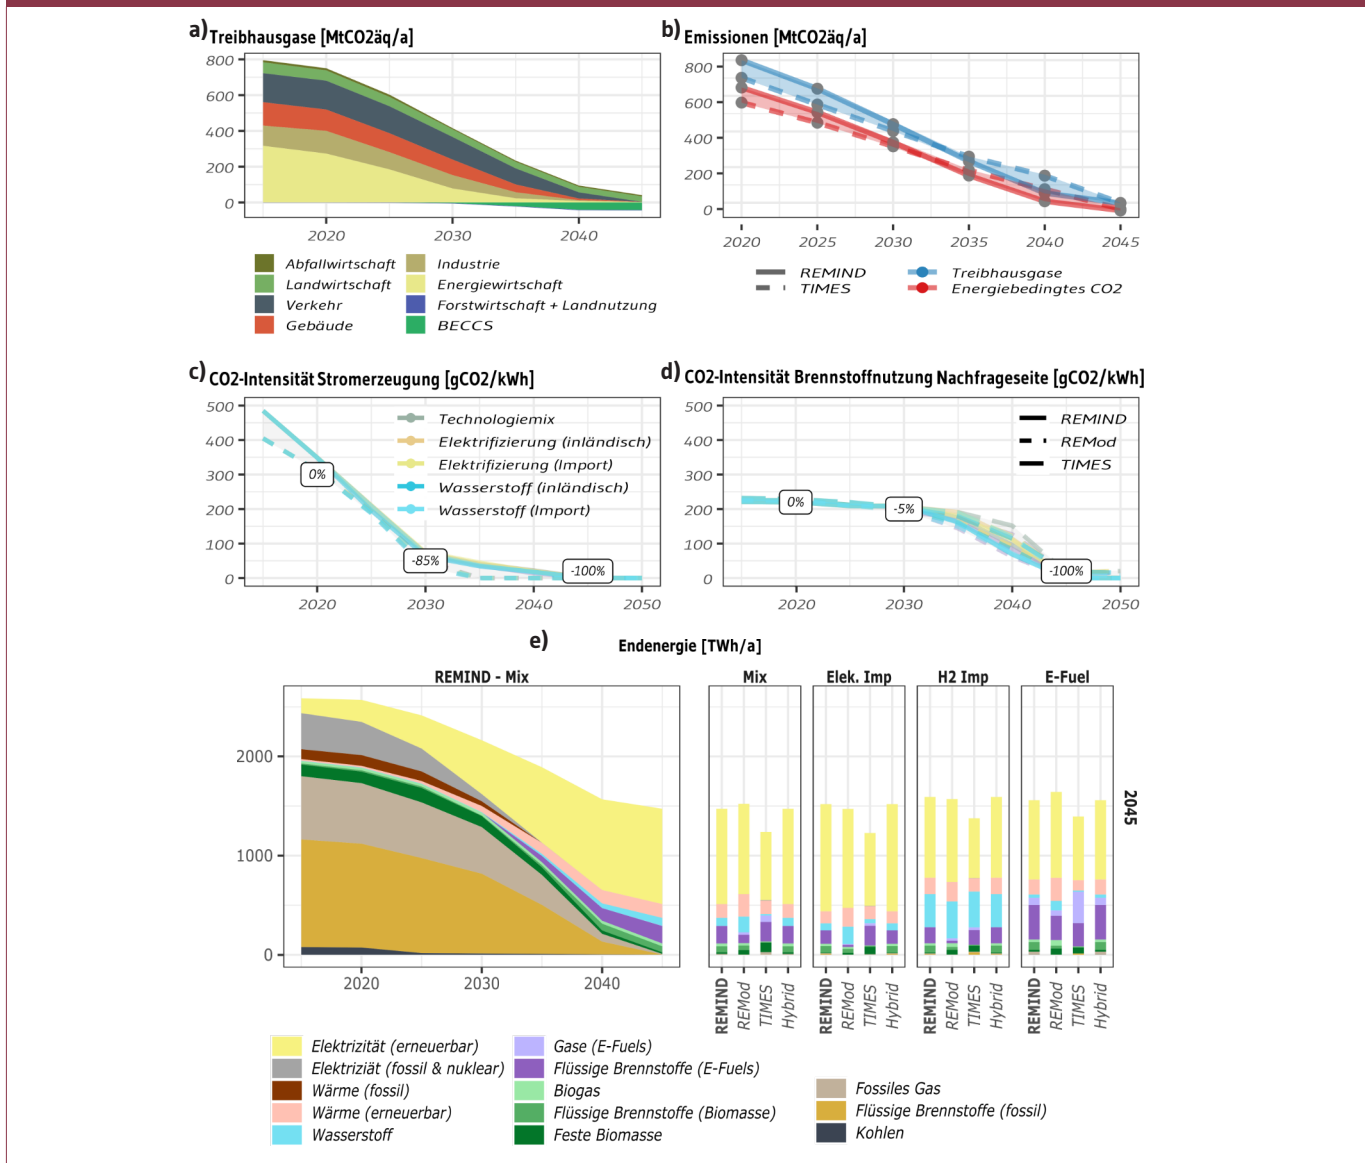 a) Treibhausgase [MtCO2äq/a]
800
600
400
200
0
2020 2030 2040
Abfallwirtschaft Industrie
Landwirtschaft Energiewirtschaft
Verkehr Forstwirtschaft + Landnutzung
Gebäude BECCS
b) Emissionen [MtCO2äq/a]
800
600
400
200
0
2020 2025 2030 2035 2040 2045
REMIND Treibhausgase
TIMES Energiebedingtes CO2
c) CO2-Intensität Stromerzeugung [gCO2/kWh]
500
400
300
200
100
0
Technologiemix
Elektrifizierung (inländisch)
Elektrifizierung (Import)
Wasserstoff (inländisch)
Wasserstoff (Import)
0%
-85%
-100%
2020 2030 2040 2050
d) CO2-Intensität Brennstoffnutzung Nachfrageseite [gCO2/kWh]
500
400
300
200
100
0
REMIND
REMod
TIMES
0%
-5%
-100%
2020 2030 2040 2050
e) Endenergie [TWh/a]
REMIND - Mix
2000
1000
0
2020 2030 2040
Mix Elek. Imp H2 Imp E-Fuel
2045
REMIND REMod TIMES Hybrid REMIND REMod TIMES Hybrid REMIND REMod TIMES Hybrid REMIND REMod TIMES Hybrid
Elektrizität (erneuerbar) Gase (E-Fuels)
Elektriziät (fossil & nuklear) Flüssige Brennstoffe (E-Fuels)
Wärme (fossil) Biogas Fossiles Gas
Wärme (erneuerbar) Flüssige Brennstoffe (Biomasse) Flüssige Brennstoffe (fossil)
Wasserstoff Feste Biomasse Kohlen